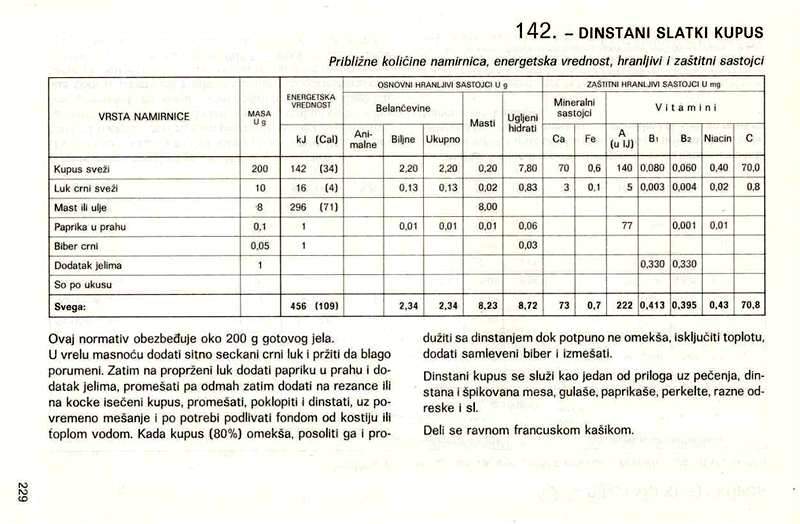 142. – DINSTANI SLATKI KUPUS
Približne količine namirnica, energetska vrednost, hranljivi i zaštitni sastojci
VRSTA NAMIRNICE MASA U g ENERGETSKA VREDNOST kJ (Cal) OSNOVNI HRANLJIVI SASTOJCI U g ZAŠTITNI HRANLJIVI SASTOJCI U mg
Belančevine Masti Ugljeni hidrati Mineralni sastojci Vitamini
Animalne Biljne Ukupno Ca Fe A (u IJ) B1 B2 Niacin C
Kupus sveži 200 142 (34) 2,20 2,20 0,20 7,80 70 0,6 140 0,080 0,060 0,40 70,0
Luk crni sveži 10 16 (4) 0,13 0,13 0,02 0,83 3 0,1 5 0,003 0,004 0,02 0,8
Mast ili ulje 8 296 (71) 8,00
Paprika u prahu 0,1 1 0,01 0,01 0,01 0,06 77 0,001 0,01
Biber crni 0,05 1 0,03
Dodatak jelima 1 0,330 0,330
So po ukusu
Svega: 456 (109) 2,34 2,34 8,23 8,72 73 0,7 222 0,413 0,395 0,43 70,8
Ovaj normativ obezbeđuje oko 200 g gotovog jela.
U vrelu masnoću dodati sitno seckani crni luk i pržiti da blago
porumeni. Zatim na proprženi luk dodati papriku u prahu i do-
datak jelima, promešati pa odmah zatim dodati na rezance ili
na kocke isečeni kupus, promešati, poklopiti i dinstati, uz po-
vremeno mešanje i po potrebi podlivati fondom od kostiju ili
toplom vodom. Kada kupus (80%) omekša, posoliti ga i pro-
dužiti sa dinstanjem dok potpuno ne omekša, isključiti toplotu,
dodati samleveni biber i izmešati.
Dinstani kupus se služi kao jedan od priloga uz pečenja, din-
stana i špikovana mesa, gulaše, paprikaše, perkelte, razne od-
reske i sl.
Deli se ravnom francuskom kašikom.
229